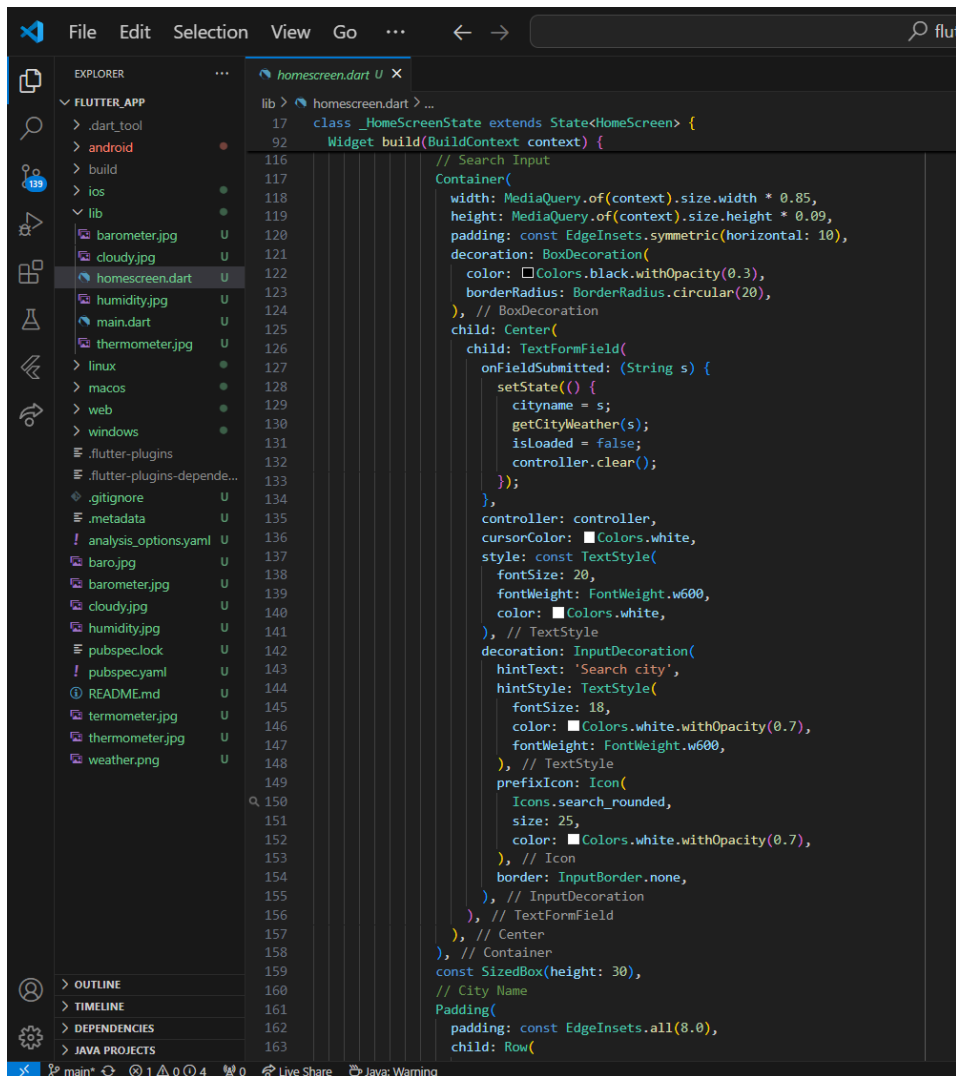 File Edit Selection View Go ··· ← → flut
EXPLORER ···
FLUTTER_APP
.dart_tool
android
build
ios
lib
barometer.jpg U
cloudy.jpg U
homescreen.dart U
humidity.jpg U
main.dart U
thermometer.jpg U
linux
macos
web
windows
.flutter-plugins
.flutter-plugins-depende...
.gitignore U
.metadata U
! analysis_options.yaml U
baro.jpg U
barometer.jpg U
cloudy.jpg U
humidity.jpg U
pubspec.lock U
! pubspec.yaml U
README.md U
termometer.jpg U
thermometer.jpg U
weather.png U
OUTLINE
TIMELINE
DEPENDENCIES
JAVA PROJECTS
139
homescreen.dart U ×
lib > homescreen.dart > ...
17 class _HomeScreenState extends State<HomeScreen> {
92 Widget build(BuildContext context) {
116 // Search Input
117 Container(
118 width: MediaQuery.of(context).size.width * 0.85,
119 height: MediaQuery.of(context).size.height * 0.09,
120 padding: const EdgeInsets.symmetric(horizontal: 10),
121 decoration: BoxDecoration(
122 color: Colors.black.withOpacity(0.3),
123 borderRadius: BorderRadius.circular(20),
124 ), // BoxDecoration
125 child: Center(
126 child: TextFormField(
127 onFieldSubmitted: (String s) {
128 setState(() {
129 cityname = s;
130 getCityWeather(s);
131 isLoaded = false;
132 controller.clear();
133 });
134 },
135 controller: controller,
136 cursorColor: Colors.white,
137 style: const TextStyle(
138 fontSize: 20,
139 fontWeight: FontWeight.w600,
140 color: Colors.white,
141 ), // TextStyle
142 decoration: InputDecoration(
143 hintText: 'Search city',
144 hintStyle: TextStyle(
145 fontSize: 18,
146 color: Colors.white.withOpacity(0.7),
147 fontWeight: FontWeight.w600,
148 ), // TextStyle
149 prefixIcon: Icon(
150 Icons.search_rounded,
151 size: 25,
152 color: Colors.white.withOpacity(0.7),
153 ), // Icon
154 border: InputBorder.none,
155 ), // InputDecoration
156 ), // TextFormField
157 ), // Center
158 ), // Container
159 const SizedBox(height: 30),
160 // City Name
161 Padding(
162 padding: const EdgeInsets.all(8.0),
163 child: Row(
main* 1 0 4 0 Live Share Java: Warning